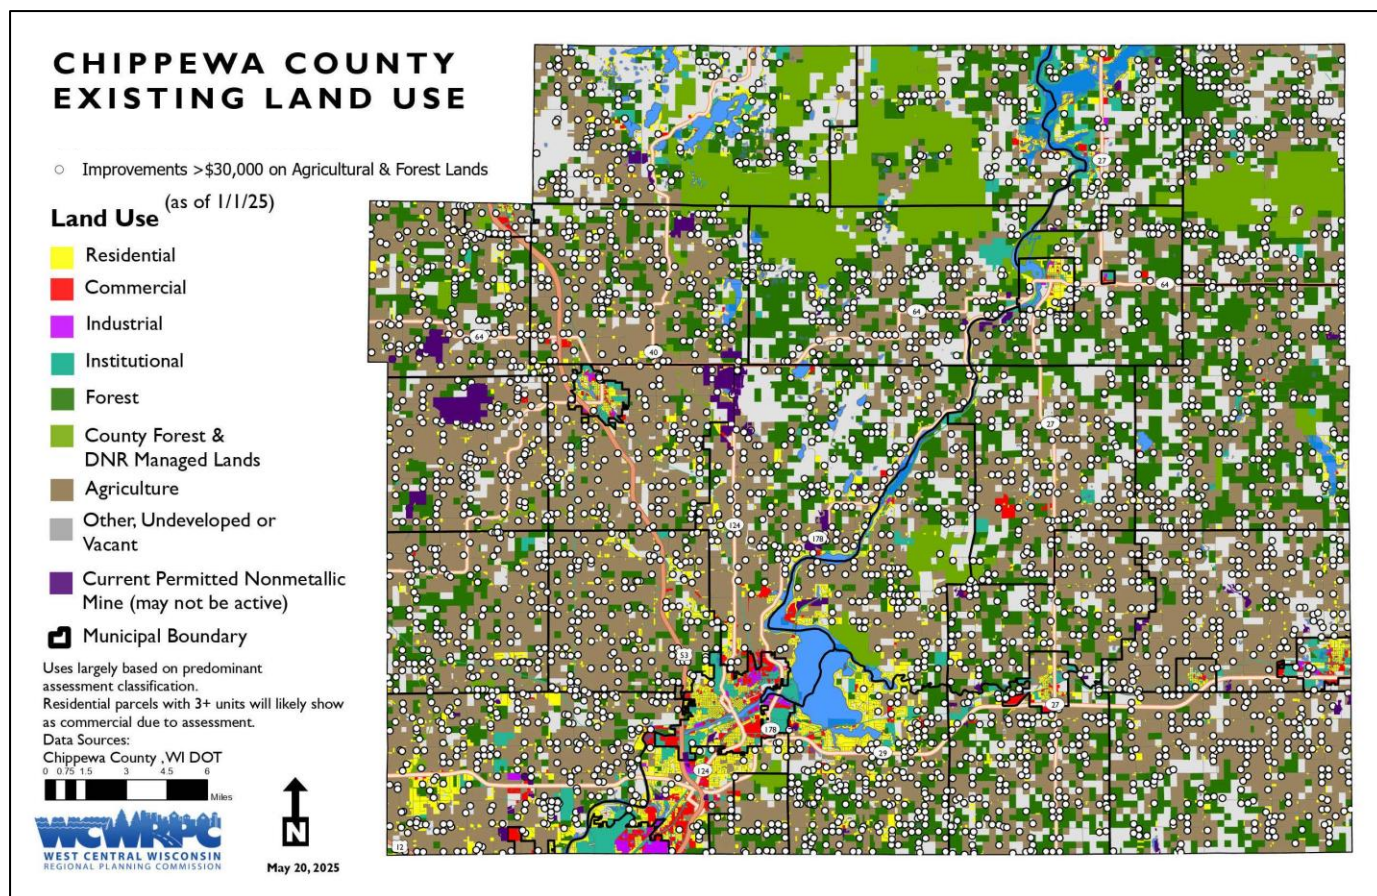 CHIPPEWA COUNTY
EXISTING LAND USE
Improvements >$30,000 on Agricultural & Forest Lands
(as of 1/1/25)
Land Use
Residential
Commercial
Industrial
Institutional
Forest
County Forest &
DNR Managed Lands
Agriculture
Other, Undeveloped or
Vacant
Current Permitted Nonmetallic
Mine (may not be active)
Municipal Boundary
Uses largely based on predominant
assessment classification.
Residential parcels with 3+ units will likely show
as commercial due to assessment.
Data Sources:
Chippewa County ,WI DOT
0 0.75 1.5 3 4.5 6
Miles
WCWRPC
WEST CENTRAL WISCONSIN
REGIONAL PLANNING COMMISSION
N
May 20, 2025
27
64
64
64
40
27
124
178
53
27
178
29
124
12